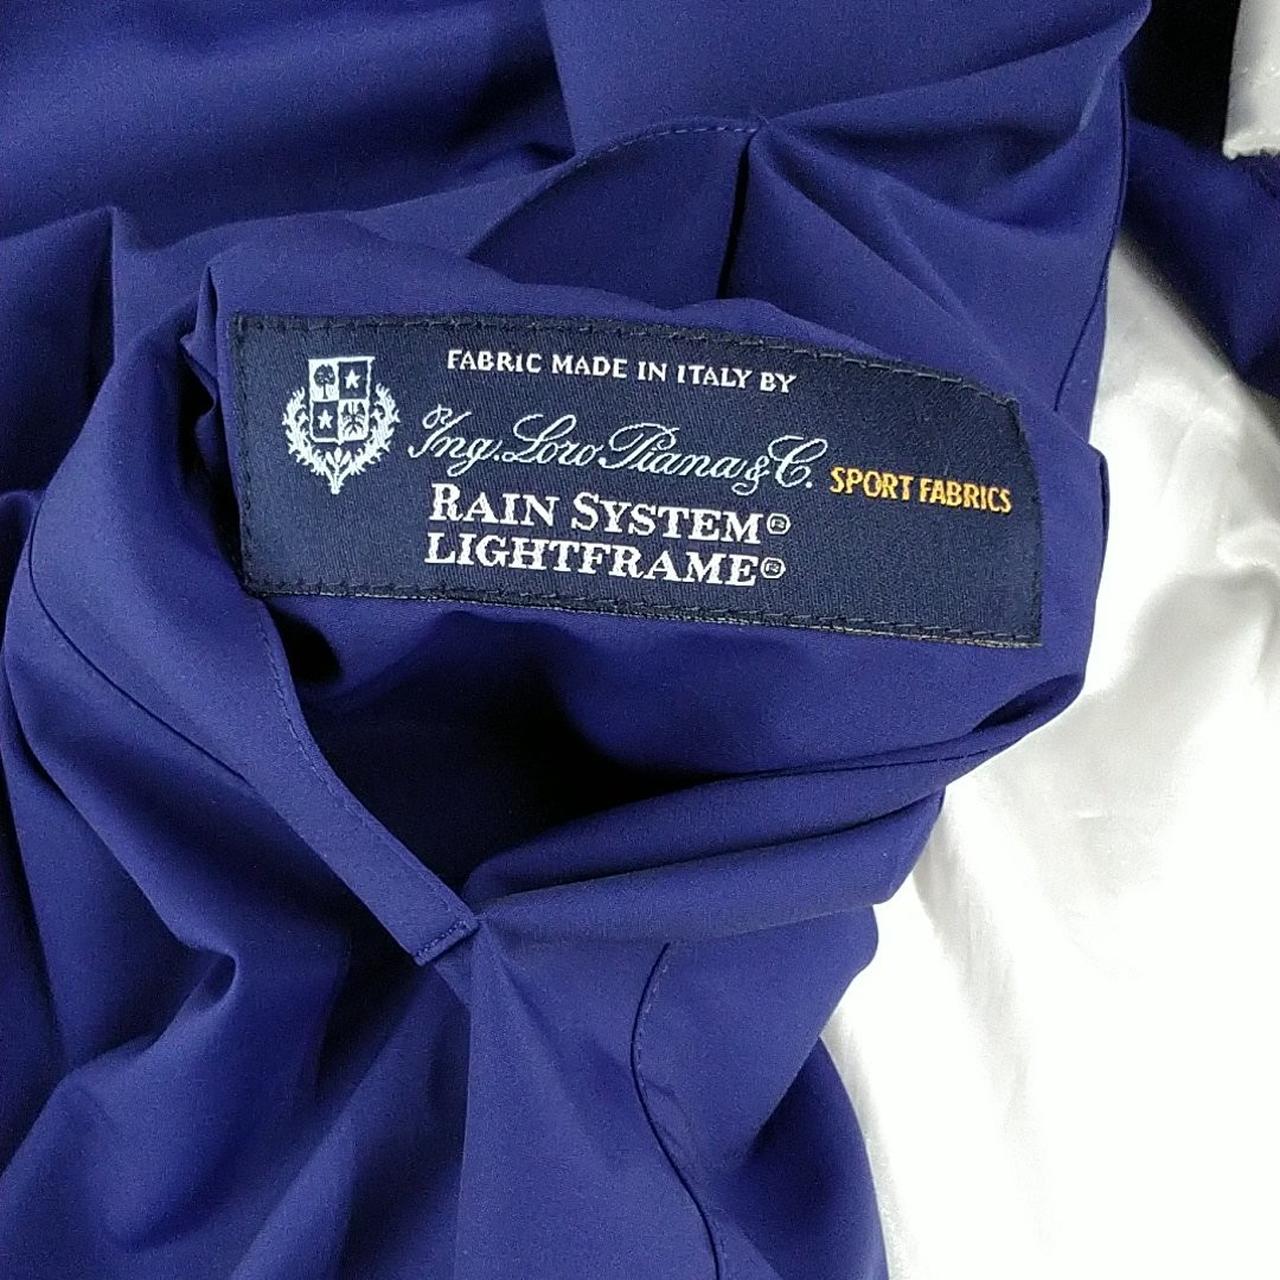 FABRIC MADE IN ITALY BY
Ing. Loro Piana & C. SPORT FABRICS
RAIN SYSTEM®
LIGHTFRAME®